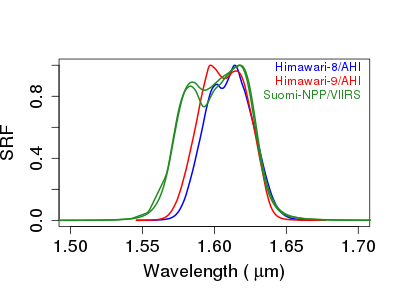 Himawari-8/AHI
Himawari-9/AHI
Suomi-NPP/VIIRS
SRF
0.8
0.4
0.0
1.50 1.55 1.60 1.65 1.70
Wavelength ( μm)